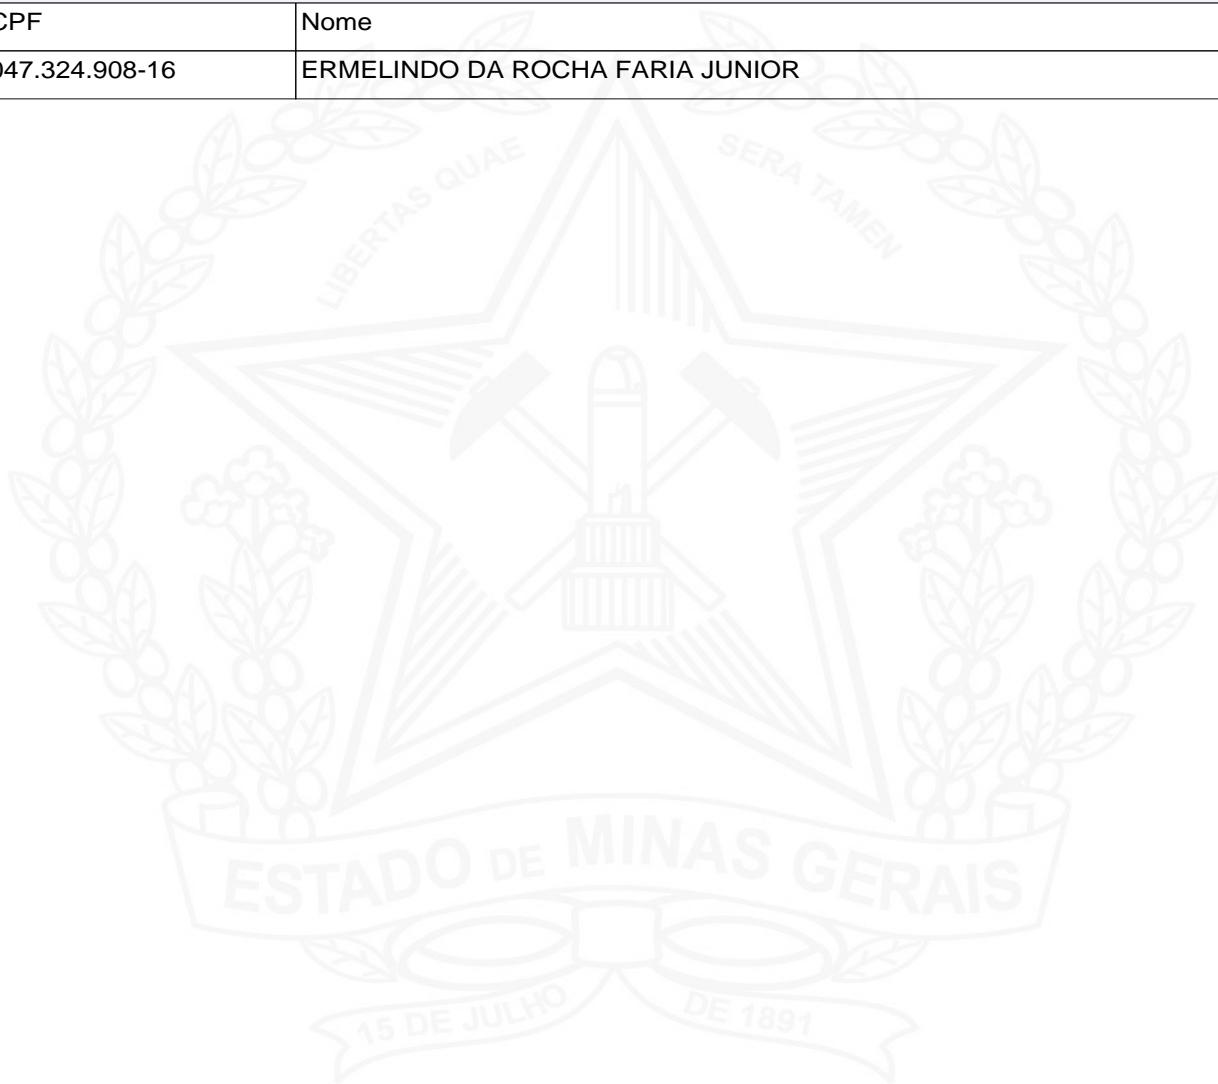 CPF Nome
047.324.908-16 ERMELINDO DA ROCHA FARIA JUNIOR
LIBERTAS QUAE SERA TAMEN
ESTADO DE MINAS GERAIS
15 DE JULHO DE 1891